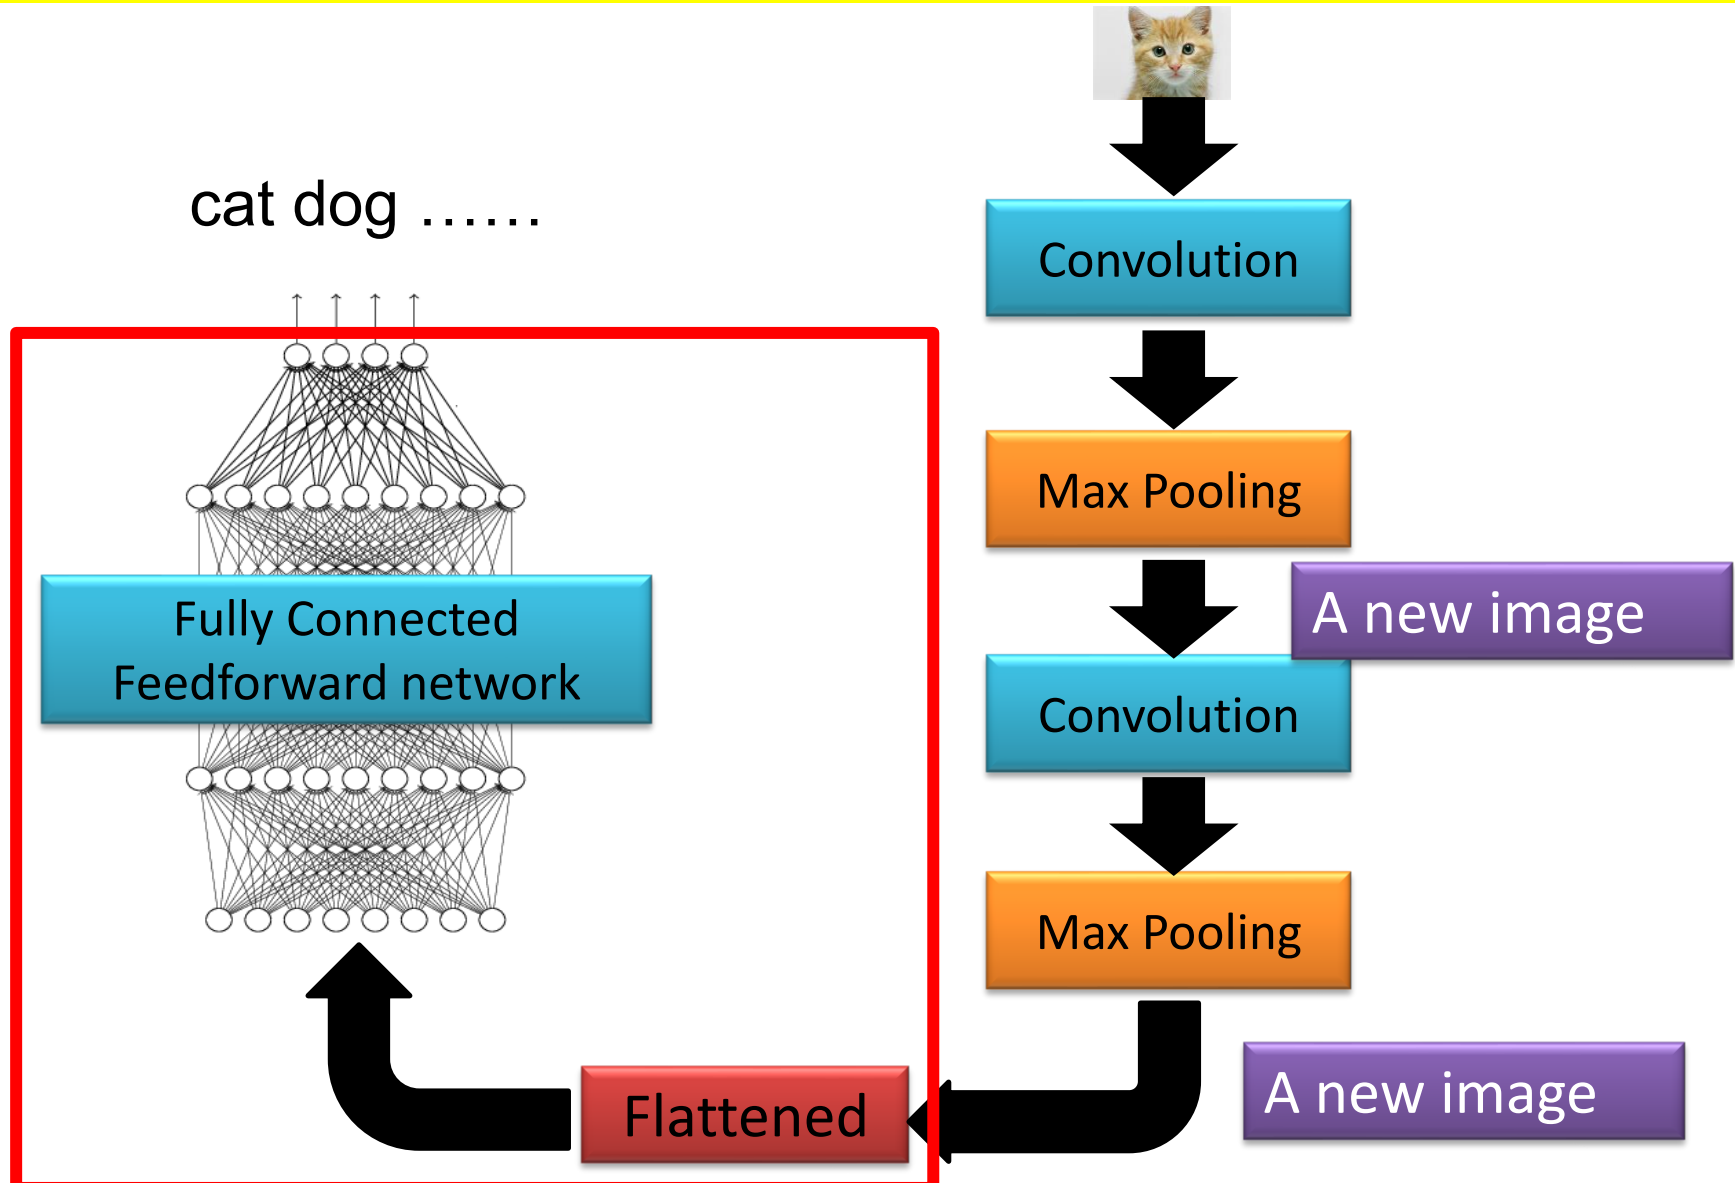 cat dog ……
Convolution
Max Pooling
A new image
Convolution
Max Pooling
A new image
Flattened
Fully Connected
Feedforward network